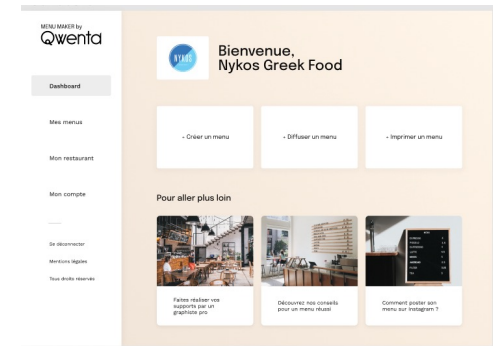 MENU MAKER by
Qwenta
Dashboard
Mes menus
Mon restaurant
Mon compte
Se déconnecter
Mentions légales
Tous droits réservés
NYKOS
Bienvenue,
Nykos Greek Food
+ Créer un menu
+ Diffuser un menu
+ Imprimer un menu
Pour aller plus loin
Faites réaliser vos
supports par un
graphiste pro
Découvrez nos conseils
pour un menu réussi
Comment poster son
menu sur Instagram ?